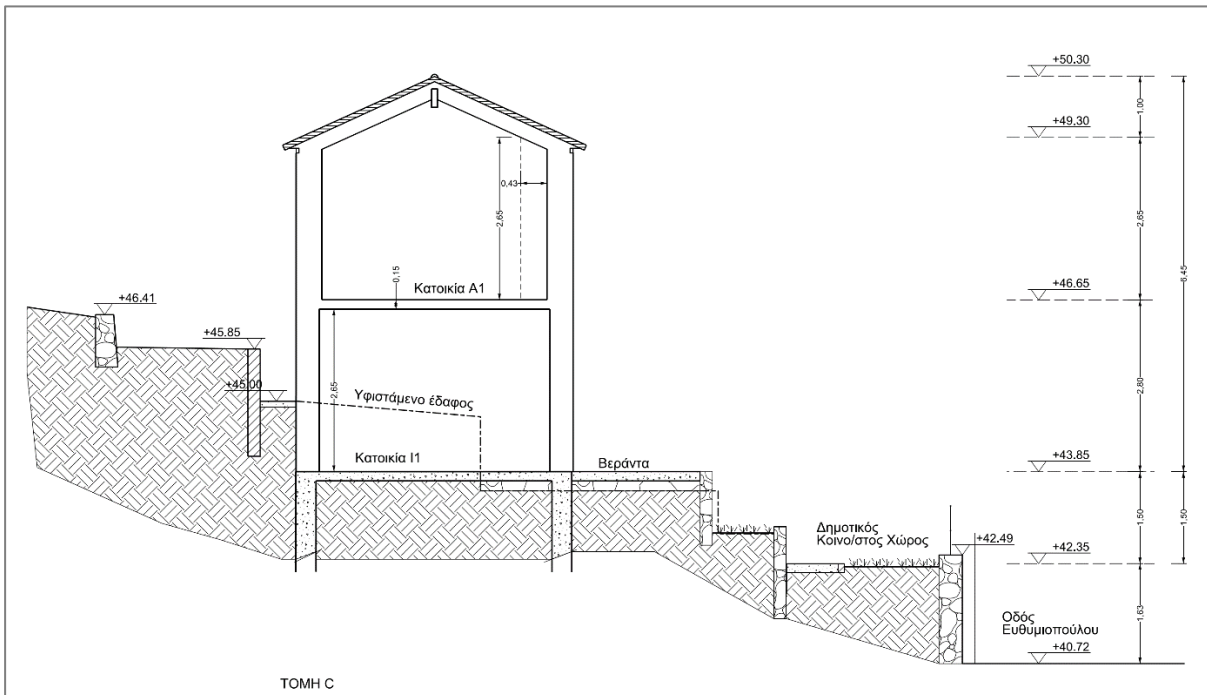 +50.30
1.00
+49.30
0,43
2,65
2,65
6,45
0,15
Κατοικία Α1
+46.65
+46.41
+45.85
+45.00
Υφιστάμενο έδαφος
2,65
2,80
Κατοικία Ι1
Βεράντα
+43.85
1,50
1,50
Δημοτικός
Κοινο/στος Χώρος
+42.49
+42.35
1,63
Οδός
Ευθυμιοπούλου
+40.72
ΤΟΜΗ C